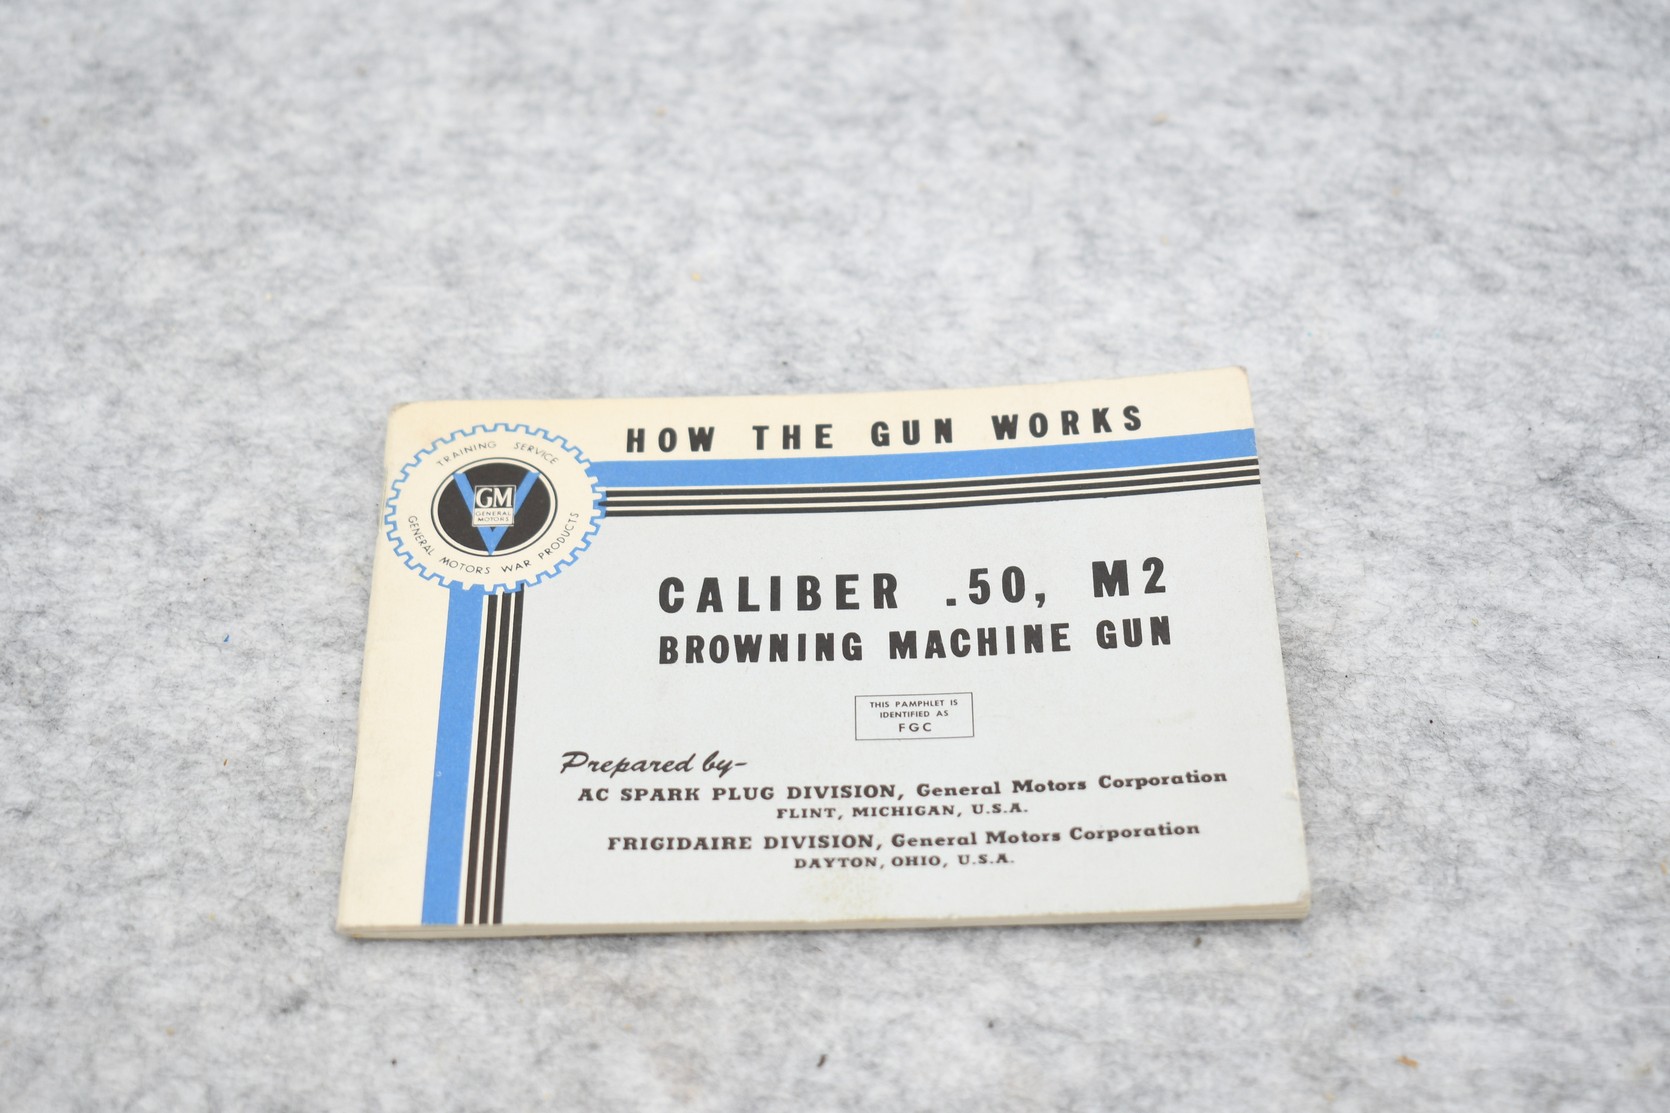 HOW THE GUN WORKS
TRAINING SERVICE
GM
GENERAL
MOTORS
GENERAL MOTORS WAR PRODUCTS
CALIBER .50, M2
BROWNING MACHINE GUN
THIS PAMPHLET IS
IDENTIFIED AS
FGC
Prepared by-
AC SPARK PLUG DIVISION, General Motors Corporation
FLINT, MICHIGAN, U.S.A.
FRIGIDAIRE DIVISION, General Motors Corporation
DAYTON, OHIO, U.S.A.